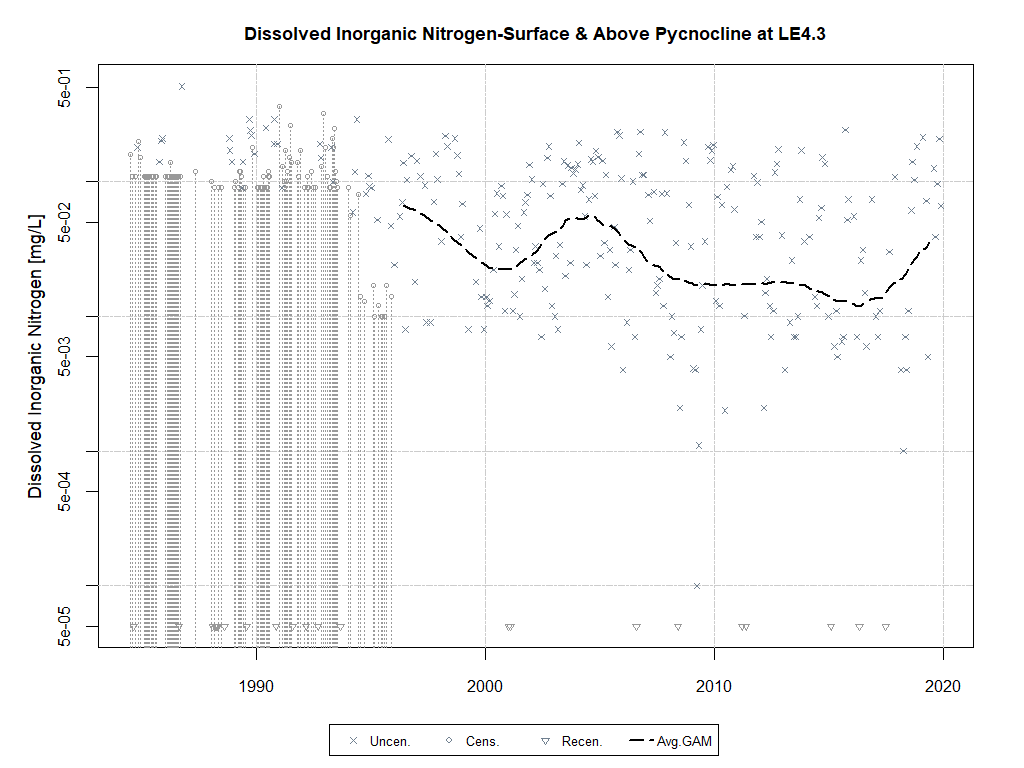 Dissolved Inorganic Nitrogen-Surface & Above Pycnocline at LE4.3
Dissolved Inorganic Nitrogen [mg/L]
5e-01
5e-02
5e-03
5e-04
5e-05
1990 2000 2010 2020
Uncen. Cens. Recen. Avg.GAM